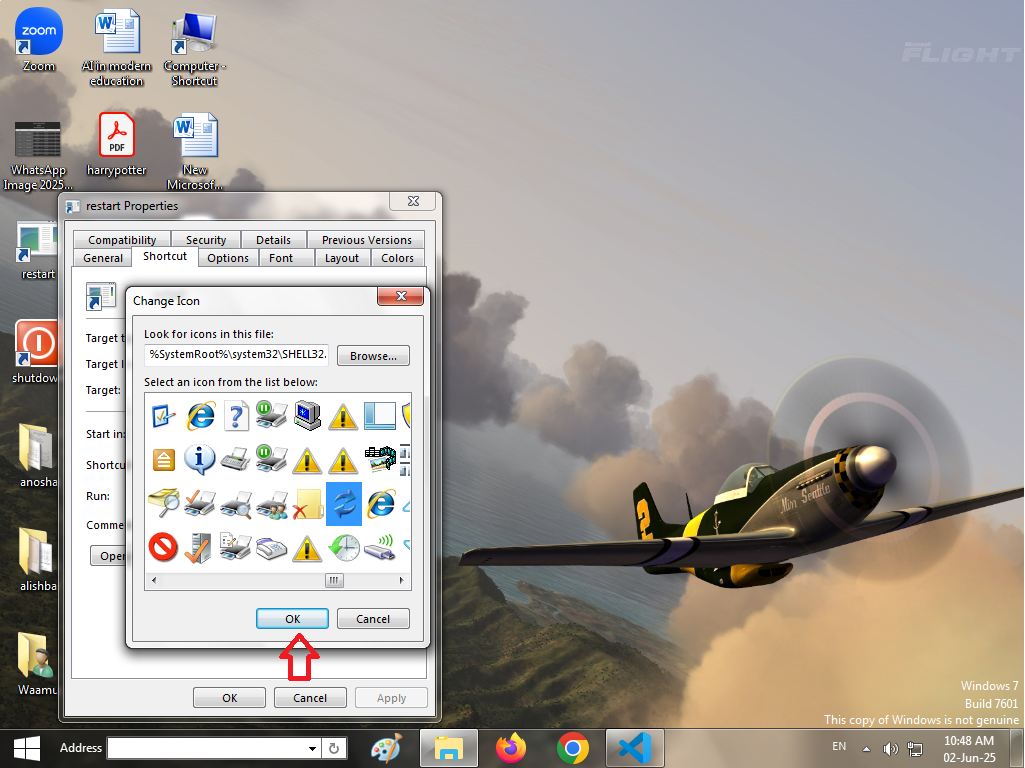 zoom
Zoom
AI in modern
education
Computer -
Shortcut
FLIGHT
WhatsApp
Image 2025...
PDF
harrypotter
New
Microsof...
restart
shutdow
anosha
alishba
Waamu
restart Properties
Compatibility Security Details Previous Versions
General Shortcut Options Font Layout Colors
Target t
Target l
Target:
Start in:
Shortcu
Run:
Comme
Open
Change Icon
Look for icons in this file:
%SystemRoot%\system32\SHELL32.
Browse...
Select an icon from the list below:
OK Cancel
OK Cancel Apply
2
Miss Seattle
Windows 7
Build 7601
This copy of Windows is not genuine
Address
EN
10:48 AM
02-Jun-25